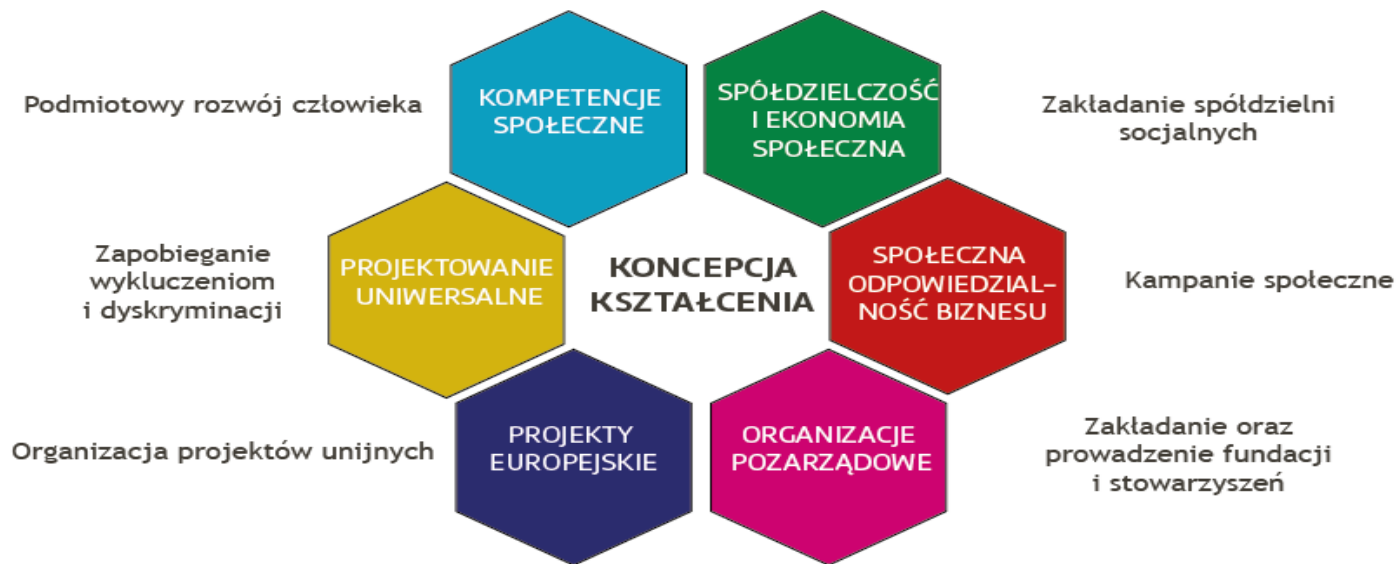 Podmiotowy rozwój człowieka
KOMPETENCJE
SPOŁECZNE
SPÓŁDZIELCZOŚĆ
I EKONOMIA
SPOŁECZNA
Zakładanie spółdzielni
socjalnych
Zapobieganie
wykluczeniom
i dyskryminacji
PROJEKTOWANIE
UNIWERSALNE
KONCEPCJA
KSZTAŁCENIA
SPOŁECZNA
ODPOWIEDZIAL–
NOŚĆ BIZNESU
Kampanie społeczne
Organizacja projektów unijnych
PROJEKTY
EUROPEJSKIE
ORGANIZACJE
POZARZĄDOWE
Zakładanie oraz
prowadzenie fundacji
i stowarzyszeń